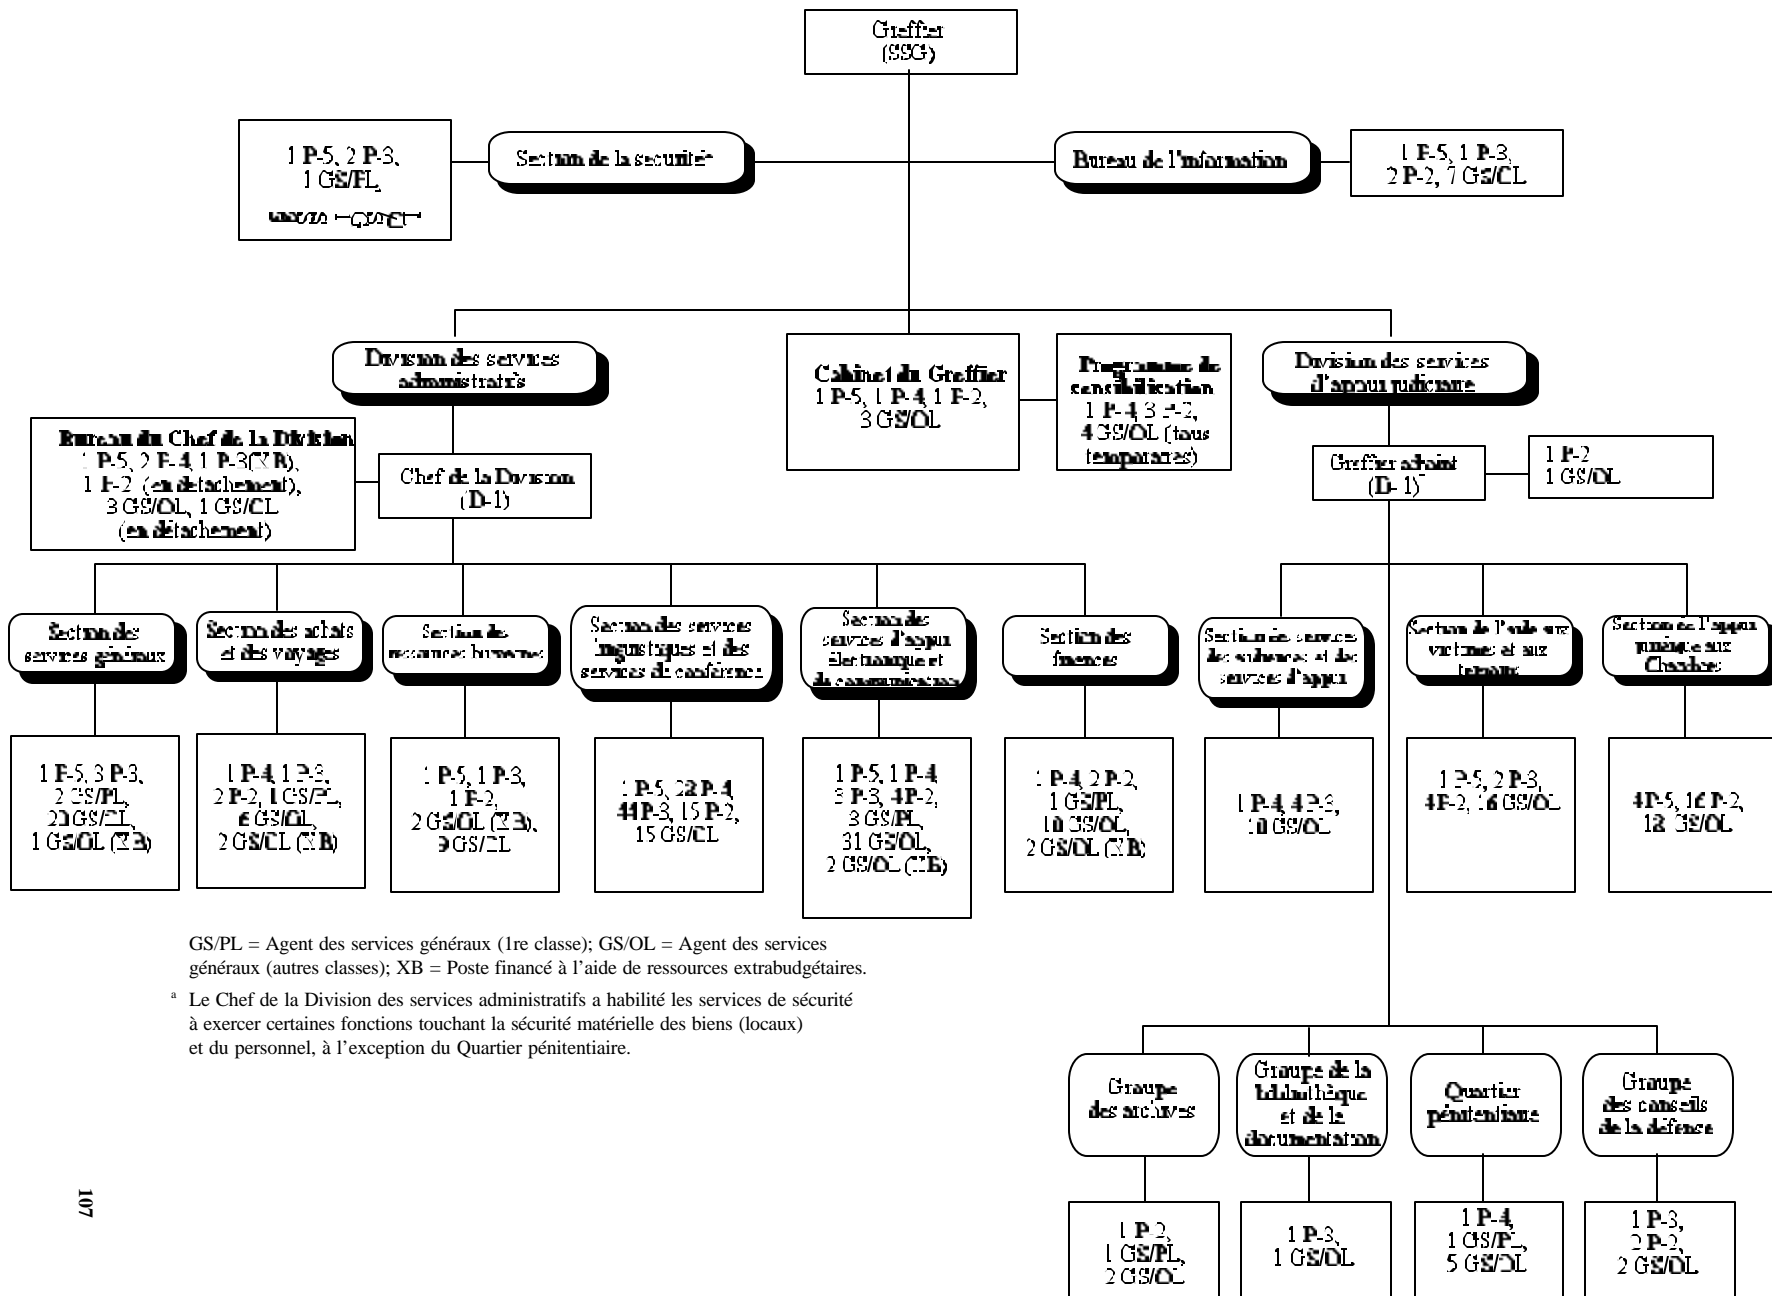 Greffier
(SSG)
1 P-5, 2 P-3,
1 GS/PL,
Section de la sécurité
Bureau de l'information
1 P-5, 1 P-3,
2 P-2, 7 GS/OL
Division des services
administratifs
Cabinet du Greffier
1 P-5, 1 P-4, 1 P-2,
3 GS/OL
Programme de
sensibilisation
1 P-4, 3 P-2,
4 GS/OL (tous
temporaires)
Division des services
d'appui judiciaire
Bureau du Chef de la Division
1 P-5, 2 P-4, 1 P-3(XB),
1 P-2 (en détachement),
3 GS/OL, 1 GS/OL
(en détachement)
Chef de la Division
(D-1)
Greffier adjoint
(D-1)
1 P-2
1 GS/OL
Section des
services généraux
Section des achats
et des voyages
Section des
ressources humaines
Section des services
linguistiques et des
services de conférence
Section des
services d'appui
électronique et
de communication
Section des
finances
Section des services
des audiences et des
services d'appui
Section de l'aide aux
victimes et aux
témoins
Section de l'appui
juridique aux
Chambres
1 P-5, 3 P-3,
2 GS/PL,
GS/OL,
1 GS/OL (XB)
1 P-4, 1 P-3,
2 P-2, 1 GS/PL,
6 GS/OL,
2 GS/OL (XB)
1 P-5, 1 P-3,
1 P-2,
2 GS/OL (XB),
9 GS/OL
1 P-5, 22 P-4,
44 P-3, 15 P-2,
15 GS/OL
1 P-5, 1 P-4,
3 P-3, 4 P-2,
3 GS/PL,
31 GS/OL,
2 GS/OL (XB)
1 P-4, 2 P-2,
1 GS/PL,
10 GS/OL,
2 GS/OL (XB)
1 P-4, 4 P-3,
10 GS/OL
1 P-5, 2 P-3,
4 P-2, 16 GS/OL
4 P-5, 16 P-2,
18 GS/OL
GS/PL = Agent des services généraux (1re classe); GS/OL = Agent des services
généraux (autres classes); XB = Poste financé à l'aide de ressources extrabudgétaires.
a Le Chef de la Division des services administratifs a habilité les services de sécurité
à exercer certaines fonctions touchant la sécurité matérielle des biens (locaux)
et du personnel, à l'exception du Quartier pénitentiaire.
Groupe
des archives
Groupe de la
bibliothèque
et de la
documentation
Quartier
pénitentiaire
Groupe
des conseils
de la défense
1 P-2,
1 GS/PL,
2 GS/OL
1 P-3,
1 GS/OL
1 P-4,
1 GS/PL,
5 GS/OL
1 P-3,
2 P-2,
2 GS/OL
107